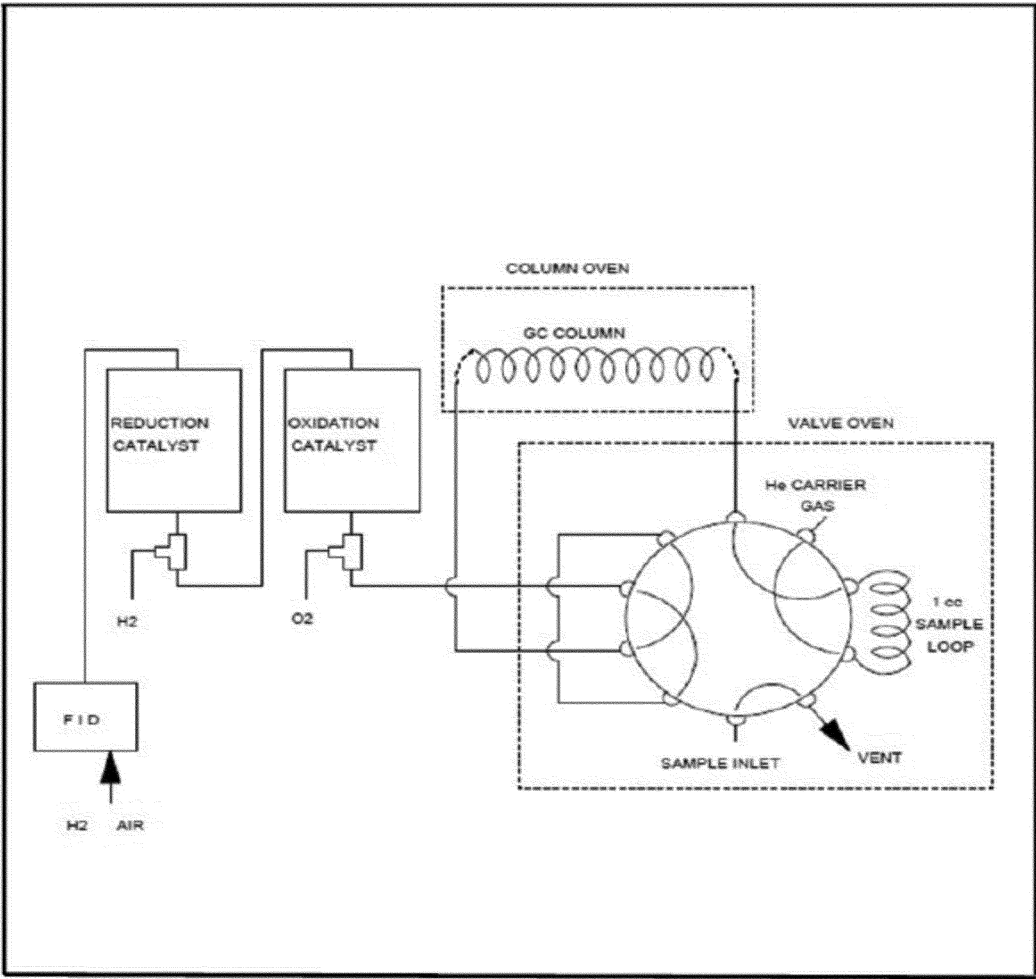 COLUMN OVEN
GC COLUMN
REDUCTION
CATALYST
OXIDATION
CATALYST
VALVE OVEN
He CARRIER
GAS
1 cc
SAMPLE
LOOP
H2
O2
FID
SAMPLE INLET
VENT
H2 AIR